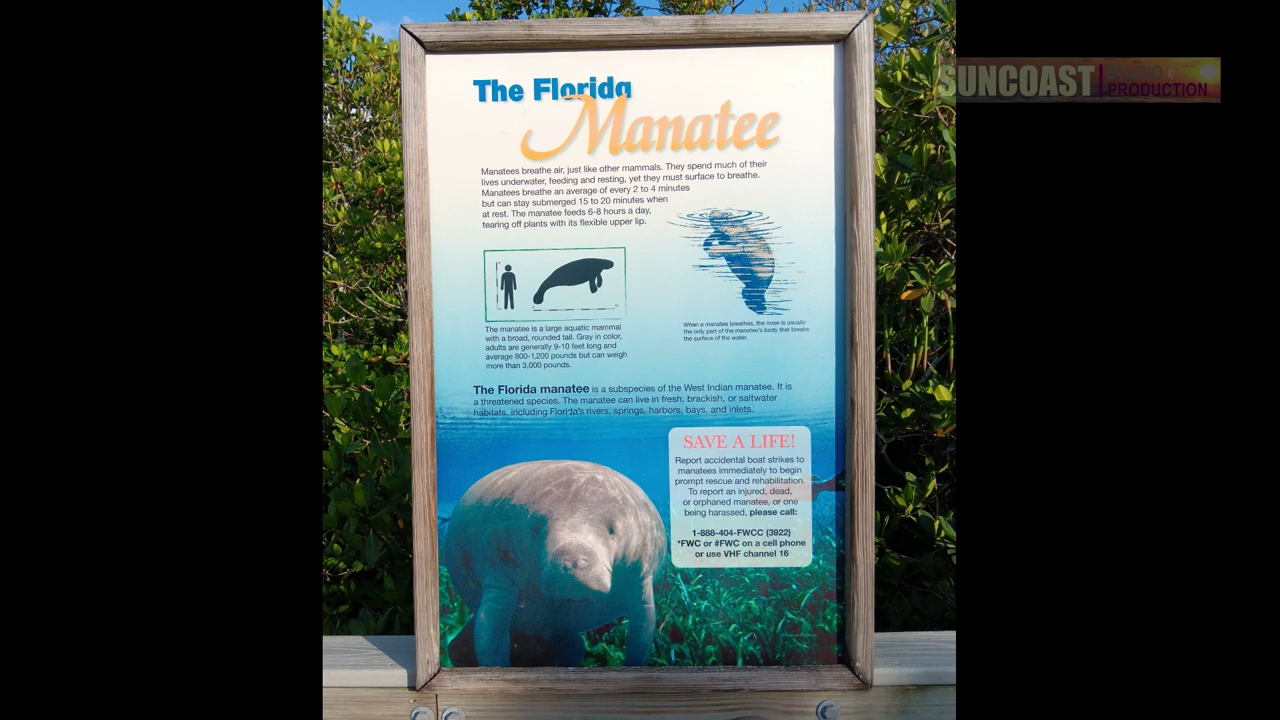 The Florida
Manatee
Manatees breathe air, just like other mammals. They spend much of their
lives underwater, feeding and resting, yet they must surface to breathe.
Manatees breathe an average of every 2 to 4 minutes
but can stay submerged 15 to 20 minutes when
at rest. The manatee feeds 6-8 hours a day,
tearing off plants with its flexible upper lip.
The manatee is a large aquatic mammal
with a broad, rounded tail. Gray in color,
adults are generally 9-10 feet long and
average 800-1,200 pounds but can weigh
more than 3,000 pounds.
When a manatee breathes, the nose is usually
the only part of the manatee's body that breaks
the surface of the water.
The Florida manatee is a subspecies of the West Indian manatee. It is
a threatened species. The manatee can live in fresh, brackish, or saltwater
habitats, including Florida's rivers, springs, harbors, bays, and inlets.
SAVE A LIFE!
Report accidental boat strikes to
manatees immediately to begin
prompt rescue and rehabilitation.
To report an injured, dead,
or orphaned manatee, or one
being harassed, please call:
1-888-404-FWCC (3922)
*FWC or #FWC on a cell phone
or use VHF channel 16
SUNCOAST
PRODUCTION